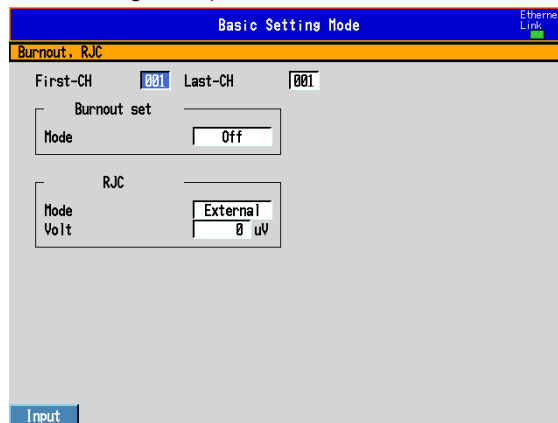 Basic Setting Mode
Etherne
Link
Burnout, RJC
First-CH 001 Last-CH 001
Burnout set
Mode Off
RJC
Mode External
Volt 0 uV
Input